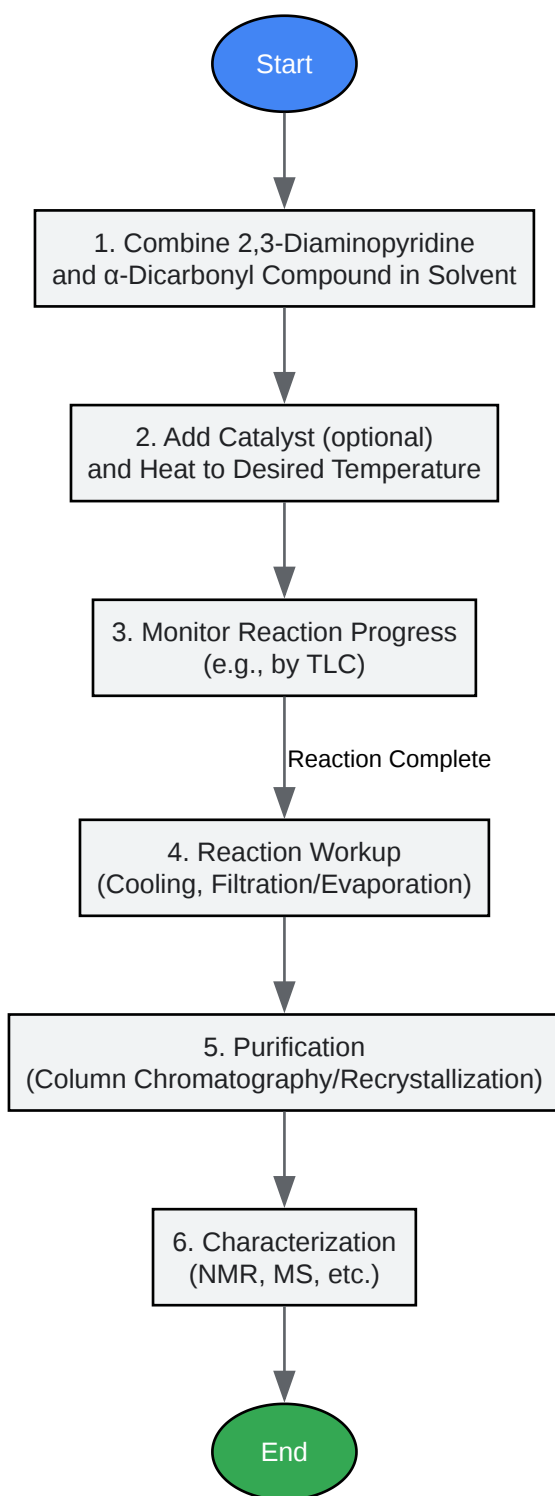 Start
1. Combine 2,3-Diaminopyridine
and α-Dicarbonyl Compound in Solvent
2. Add Catalyst (optional)
and Heat to Desired Temperature
3. Monitor Reaction Progress
(e.g., by TLC)
Reaction Complete
4. Reaction Workup
(Cooling, Filtration/Evaporation)
5. Purification
(Column Chromatography/Recrystallization)
6. Characterization
(NMR, MS, etc.)
End